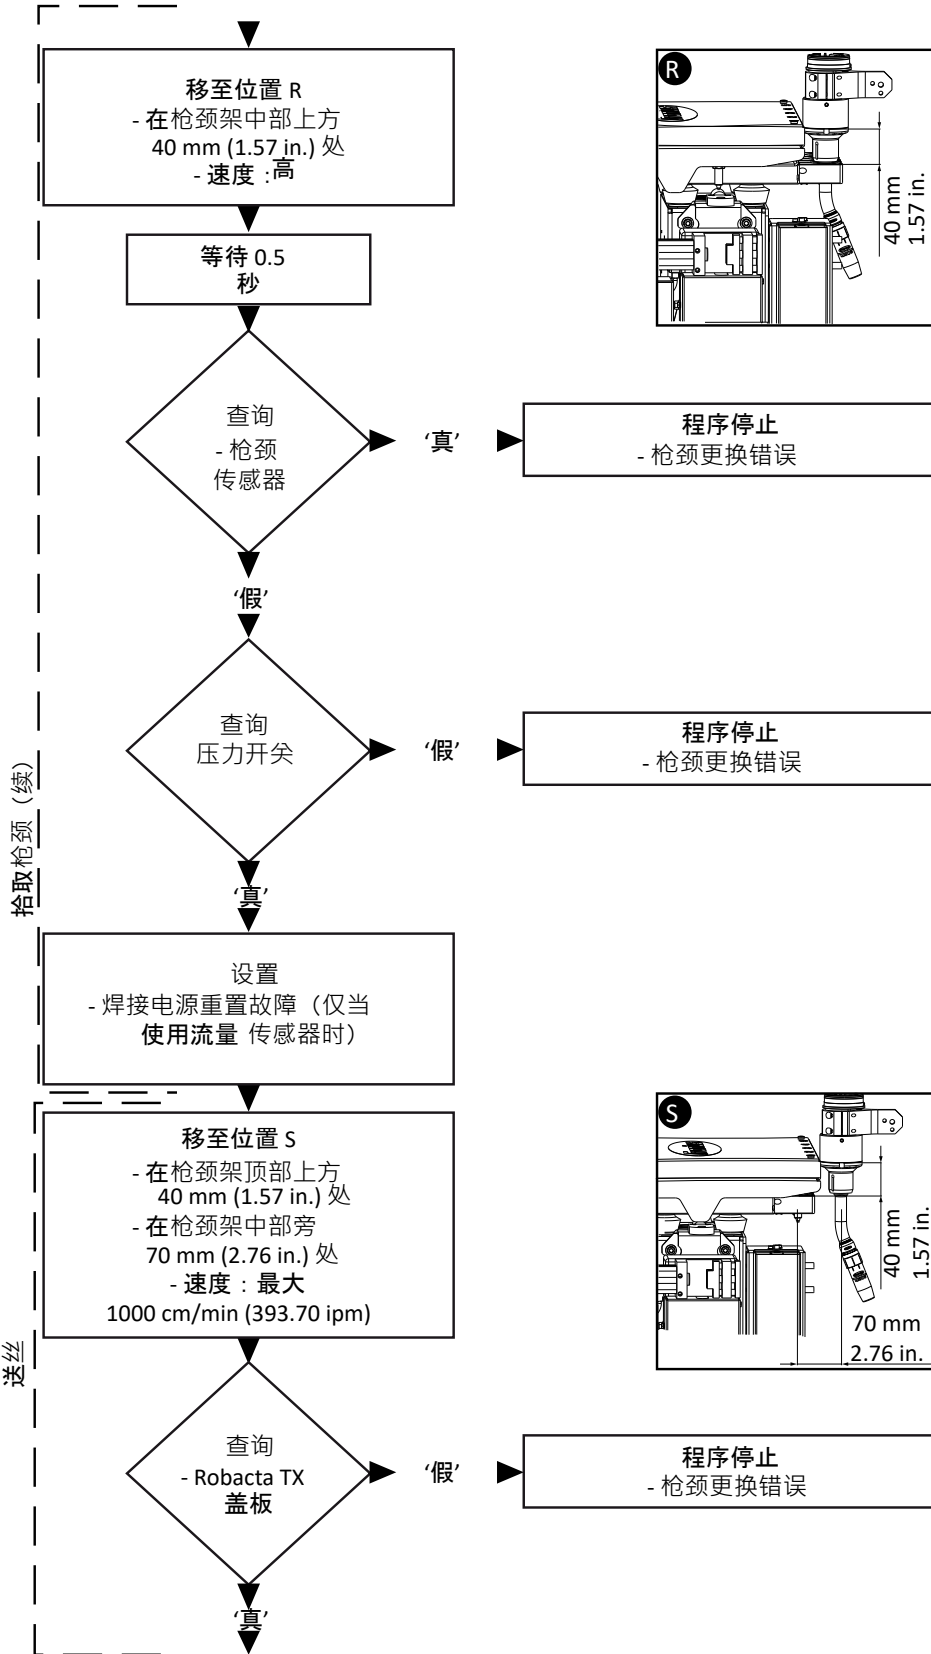 移至位置 R
- 在枪颈架中部上方
40 mm (1.57 in.) 处
- 速度 : 高
R
40 mm
1.57 in.
等待 0.5
秒
查询
- 枪颈
传感器
‘真’
程序停止
- 枪颈更换错误
‘假’
查询
压力开关
‘假’
程序停止
- 枪颈更换错误
‘真’
拾取枪颈（续）
设置
- 焊接电源重置故障（仅当
使用流量 传感器时）
移至位置 S
- 在枪颈架顶部上方
40 mm (1.57 in.) 处
- 在枪颈架中部旁
70 mm (2.76 in.) 处
- 速度 : 最大
1000 cm/min (393.70 ipm)
S
40 mm
1.57 in.
70 mm
2.76 in.
送丝
查询
- Robacta TX
盖板
‘假’
程序停止
- 枪颈更换错误
‘真’